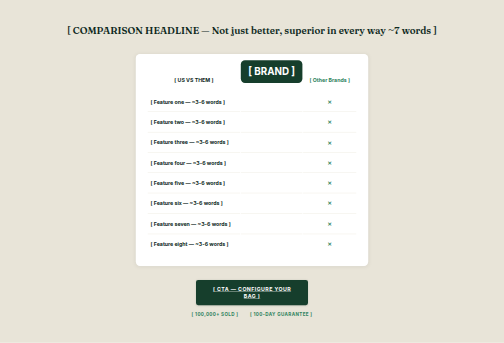 [ COMPARISON HEADLINE — Not just better, superior in every way ~7 words ]
[ BRAND ]
[ US VS THEM ] [ Other Brands ]
[ Feature one — ~3–6 words ] ×
[ Feature two — ~3–6 words ] ×
[ Feature three — ~3–6 words ] ×
[ Feature four — ~3–6 words ] ×
[ Feature five — ~3–6 words ] ×
[ Feature six — ~3–6 words ] ×
[ Feature seven — ~3–6 words ] ×
[ Feature eight — ~3–6 words ] ×
[ CTA — CONFIGURE YOUR
BAG ]
[ 100,000+ SOLD ] [ 100-DAY GUARANTEE ]